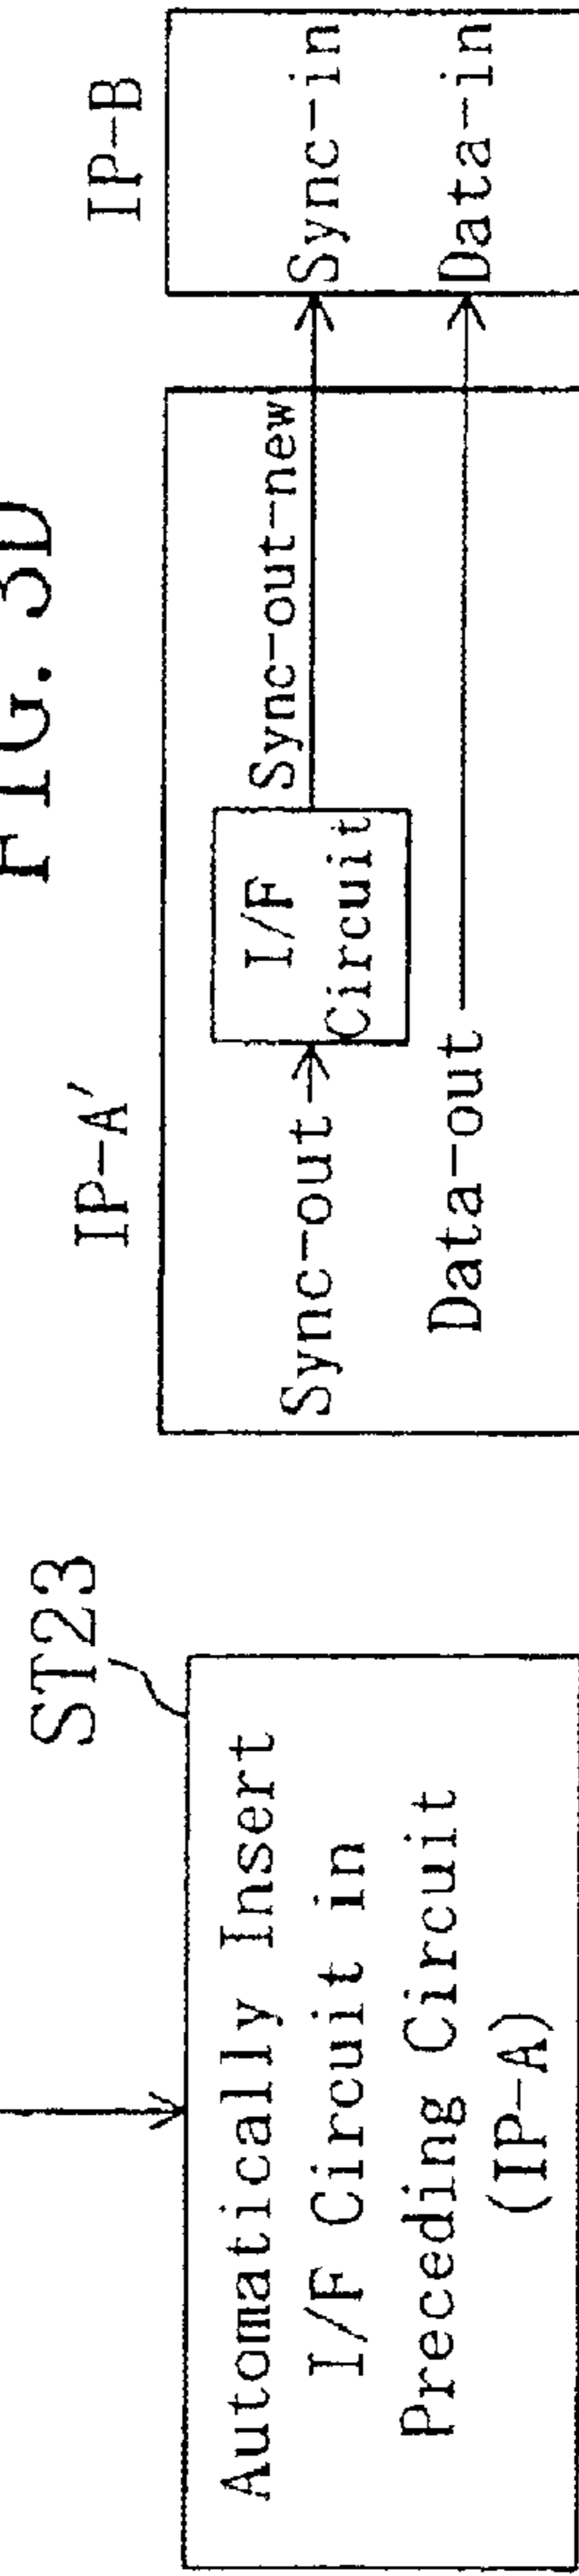 ST23
Automatically Insert
I/F Circuit in
Preceding Circuit
(IP-A)
FIG. 3D
IP-A'
Sync-out
I/F
Circuit
Sync-out-new
Data-out
IP-B
Sync-in
Data-in